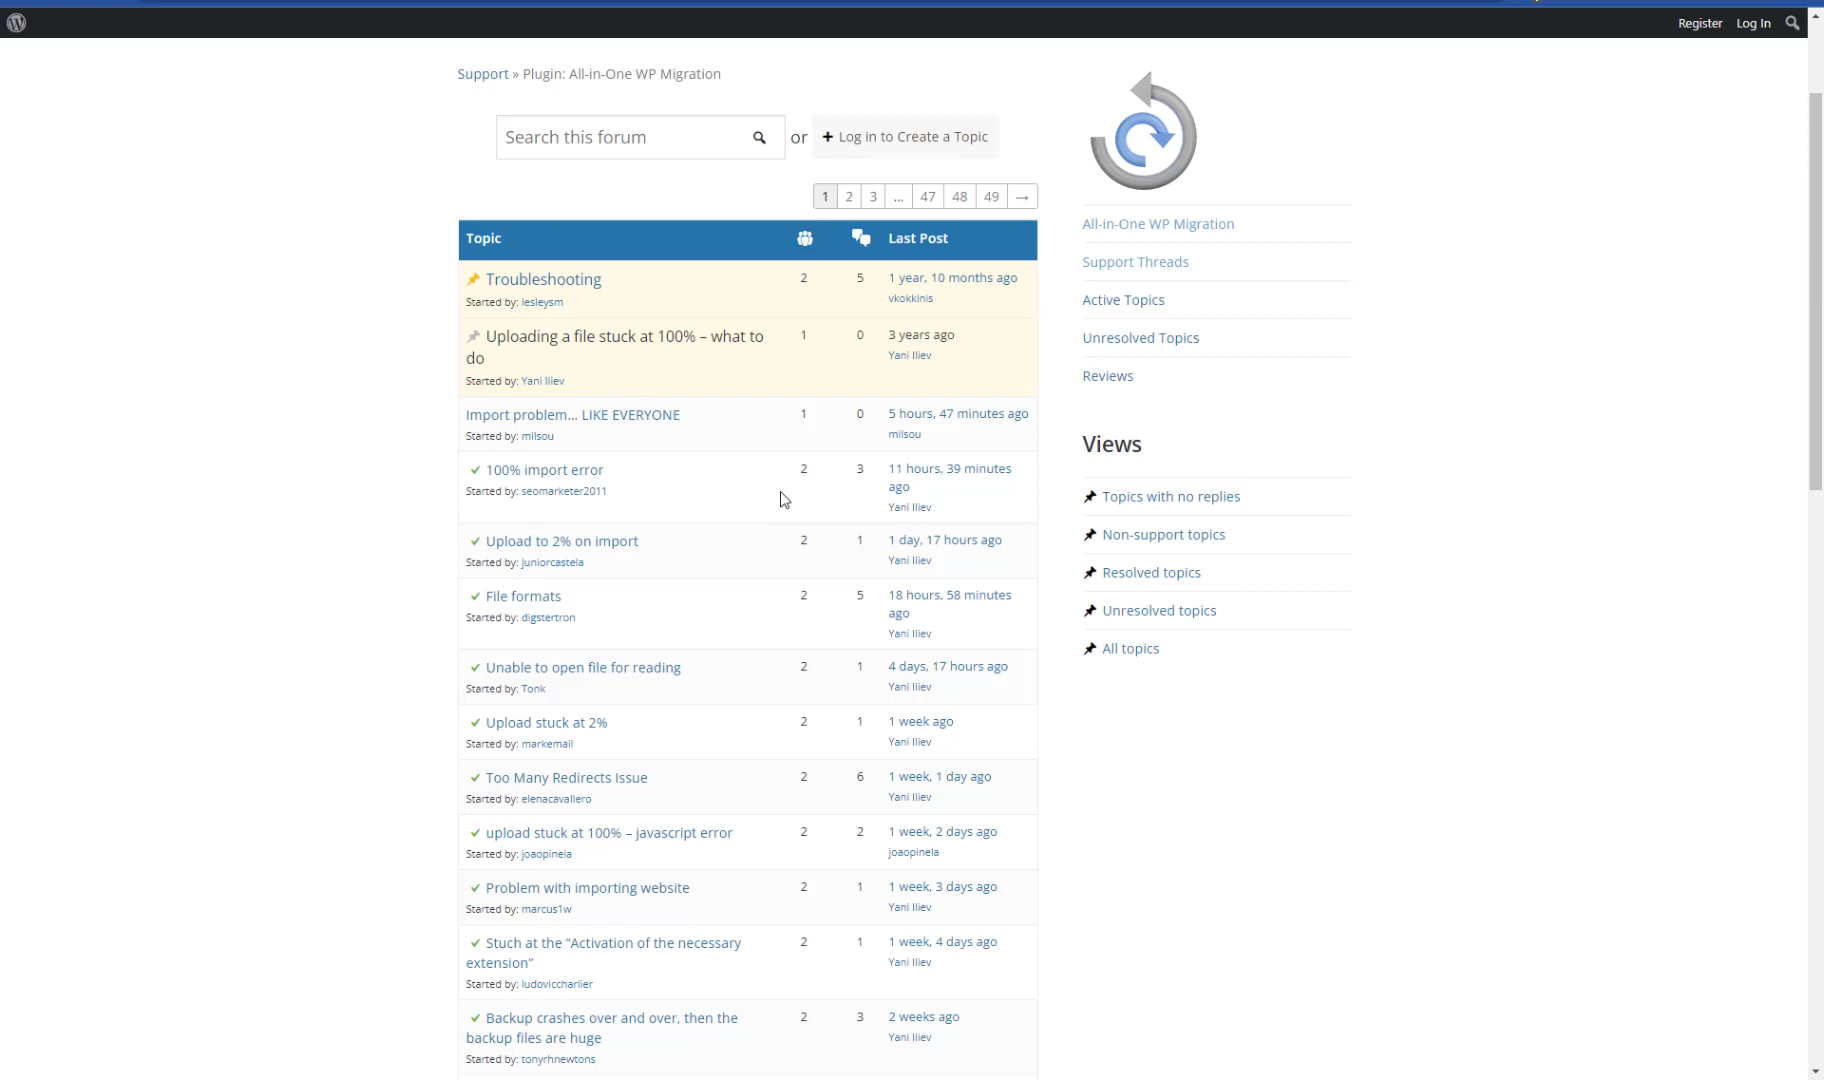 Register Log In
Support » Plugin: All-in-One WP Migration
Search this forum
or
+ Log in to Create a Topic
1 2 3 ... 47 48 49 →
Topic Last Post
Troubleshooting 2 5 1 year, 10 months ago
Started by: lesleysm vkokkinis
Uploading a file stuck at 100% – what to 1 0 3 years ago
do Yani Iliev
Started by: Yani Iliev
Import problem... LIKE EVERYONE 1 0 5 hours, 47 minutes ago
Started by: milsou milsou
100% import error 2 3 11 hours, 39 minutes
Started by: seomarketer2011 ago
Yani Iliev
Upload to 2% on import 2 1 1 day, 17 hours ago
Started by: juniorcastela Yani Iliev
File formats 2 5 18 hours, 58 minutes
Started by: digstertron ago
Yani Iliev
Unable to open file for reading 2 1 4 days, 17 hours ago
Started by: Tonk Yani Iliev
Upload stuck at 2% 2 1 1 week ago
Started by: markemail Yani Iliev
Too Many Redirects Issue 2 6 1 week, 1 day ago
Started by: elenacavallero Yani Iliev
upload stuck at 100% – javascript error 2 2 1 week, 2 days ago
Started by: joaopinela joaopinela
Problem with importing website 2 1 1 week, 3 days ago
Started by: marcus1w Yani Iliev
Stuch at the “Activation of the necessary 2 1 1 week, 4 days ago
extension” Yani Iliev
Started by: ludoviccharlier
Backup crashes over and over, then the 2 3 2 weeks ago
backup files are huge Yani Iliev
Started by: tonyrhnewtons
All-in-One WP Migration
Support Threads
Active Topics
Unresolved Topics
Reviews
Views
Topics with no replies
Non-support topics
Resolved topics
Unresolved topics
All topics